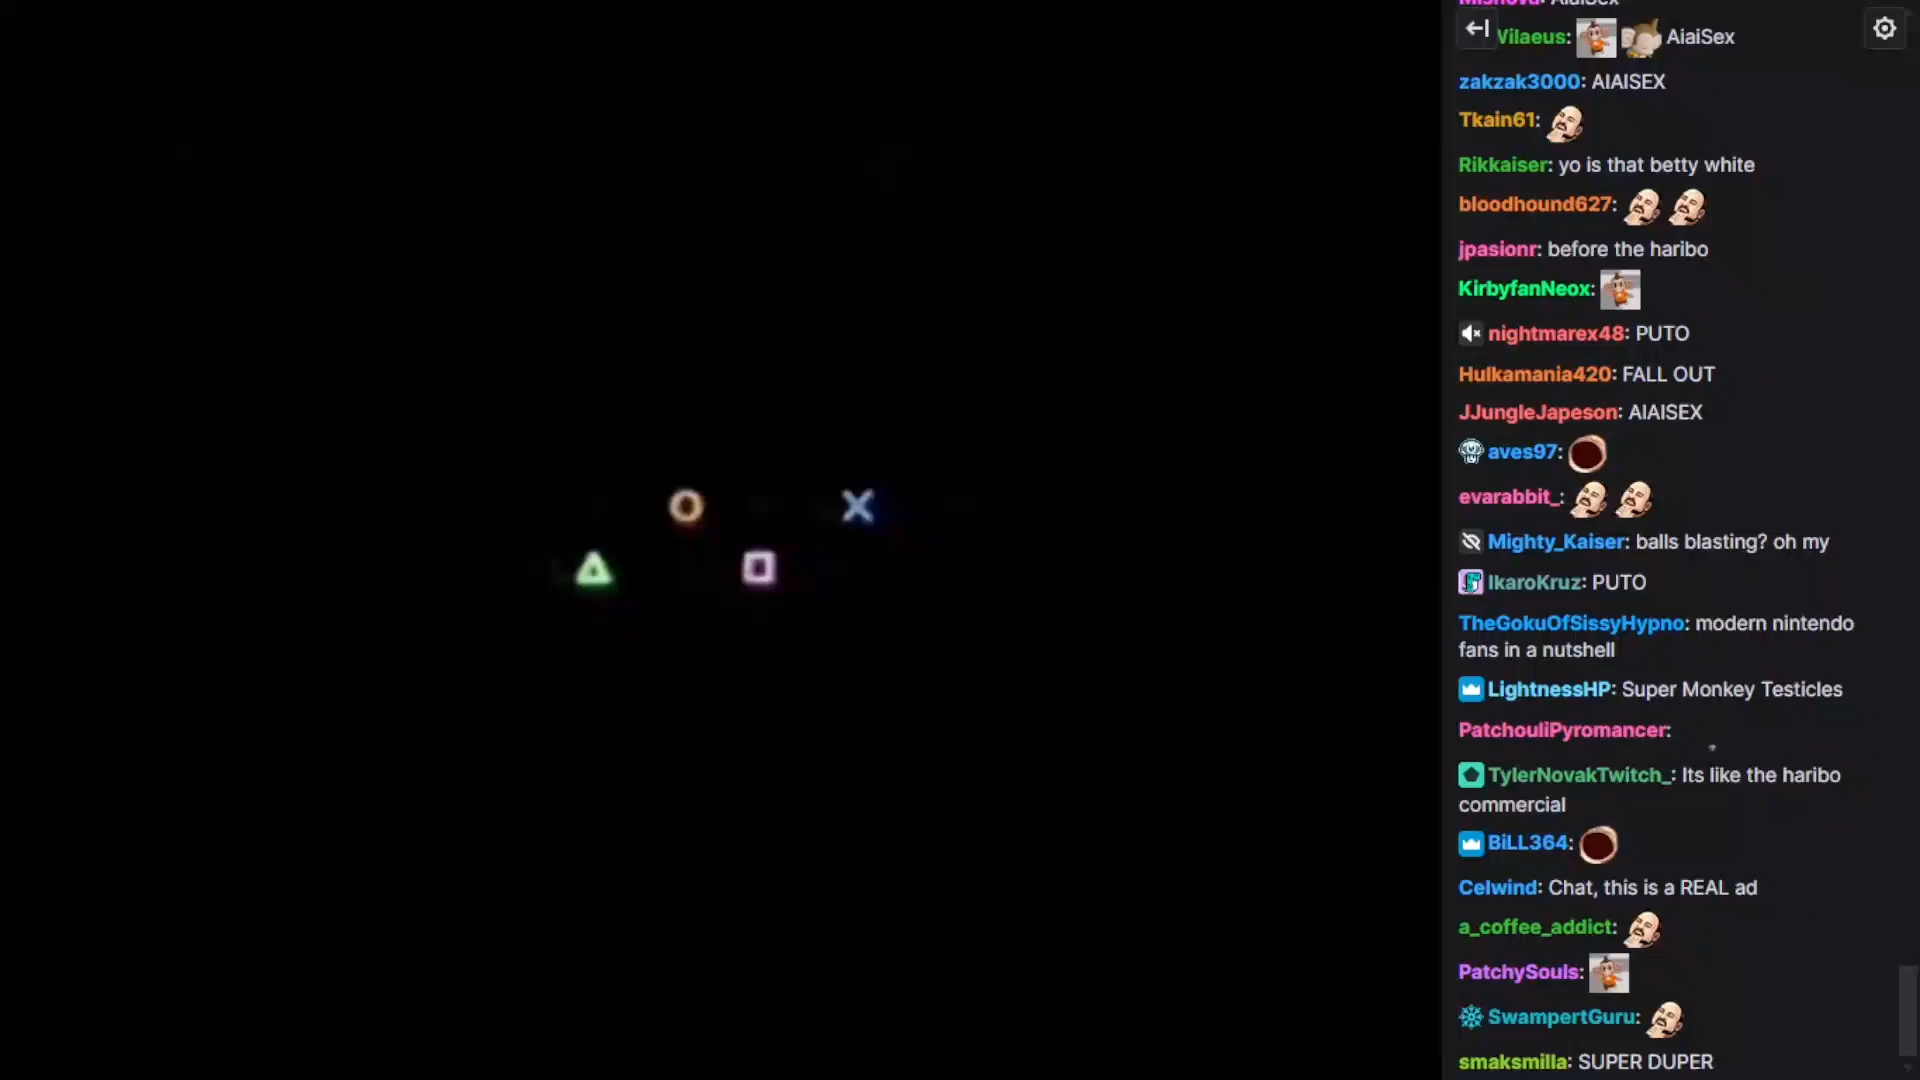 Vilaeus: AiaiSex
zakzak3000: AIAISEX
Tkain61:
Rikkaiser: yo is that betty white
bloodhound627:
jpasionr: before the haribo
KirbyfanNeox:
nightmarex48: PUTO
Hulkamania420: FALL OUT
JJungleJapeson: AIAISEX
aves97:
evarabbit_:
Mighty_Kaiser: balls blasting? oh my
IkaroKruz: PUTO
TheGokuOfSissyHypno: modern nintendo
fans in a nutshell
LightnessHP: Super Monkey Testicles
PatchouliPyromancer:
TylerNovakTwitch_: Its like the haribo
commercial
BiLL364:
Celwind: Chat, this is a REAL ad
a_coffee_addict:
PatchySouls:
SwampertGuru:
smaksmilla: SUPER DUPER